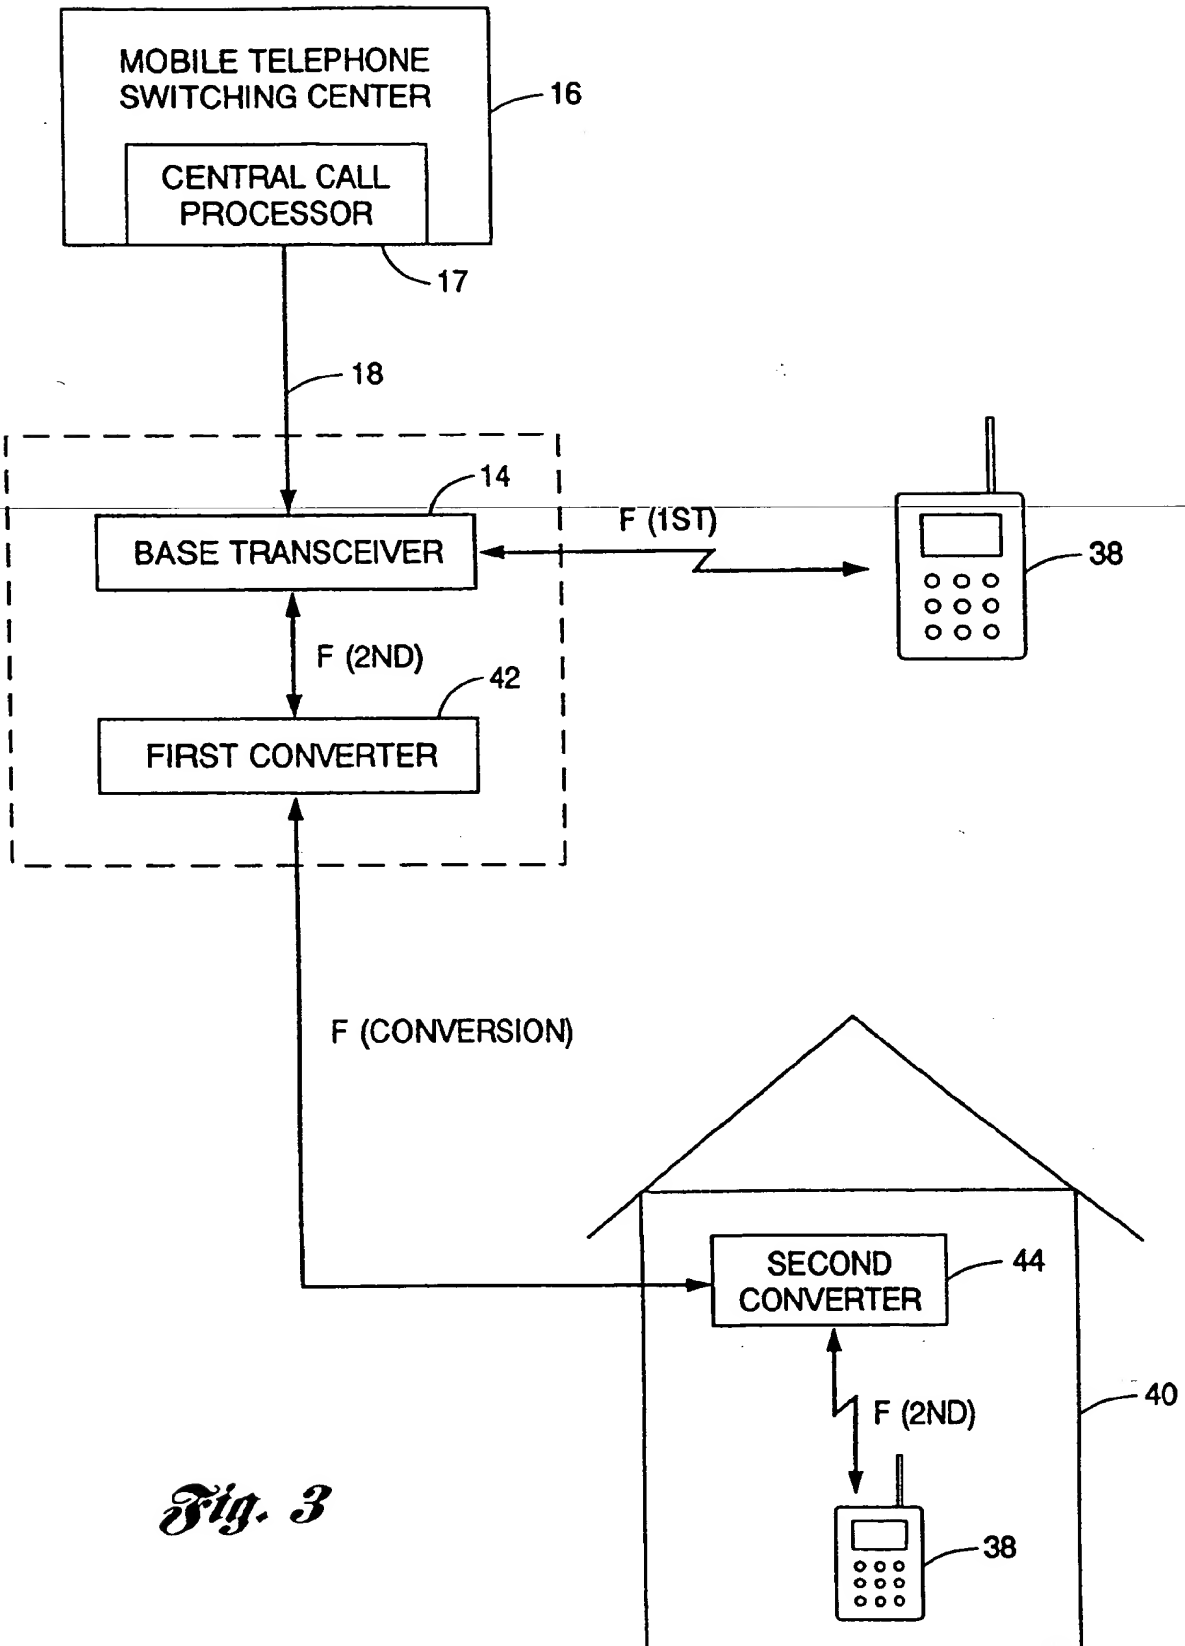 MOBILE TELEPHONE
SWITCHING CENTER
16
CENTRAL CALL
PROCESSOR
17
18
14
BASE TRANSCEIVER
F (1ST)
38
F (2ND)
42
FIRST CONVERTER
F (CONVERSION)
SECOND
CONVERTER
44
40
F (2ND)
38
Fig. 3